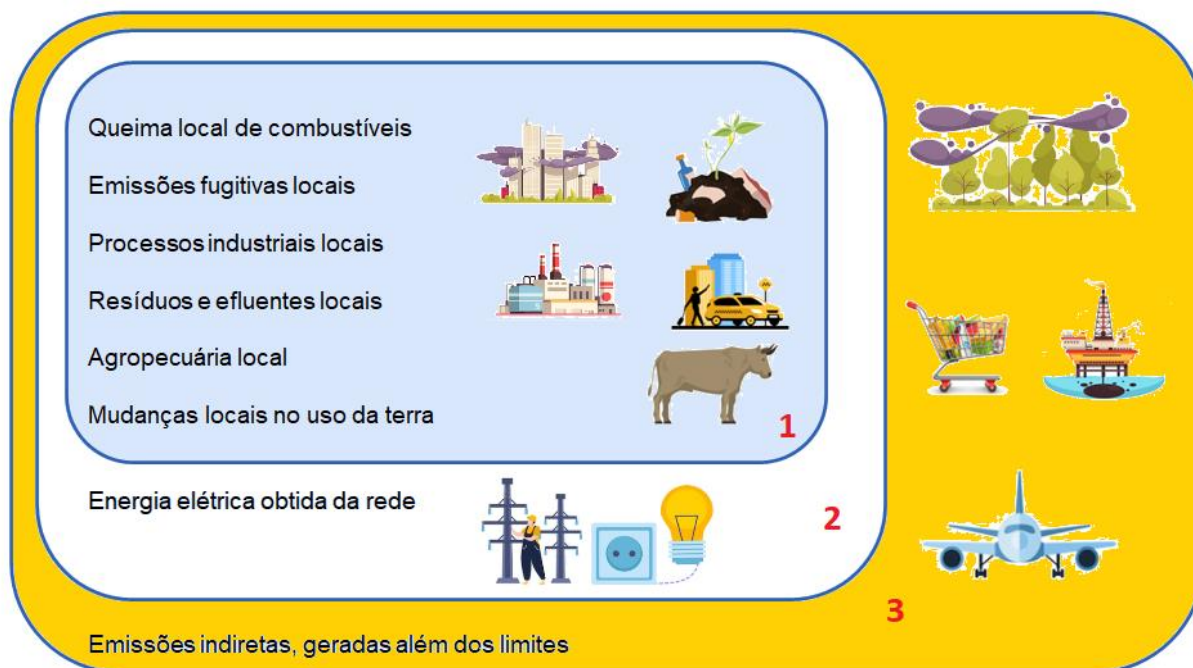 Queima local de combustíveis
Emissões fugitivas locais
Processos industriais locais
Resíduos e efluentes locais
Agropecuária local
Mudanças locais no uso da terra
1
Energia elétrica obtida da rede
2
3
Emissões indiretas, geradas além dos limites